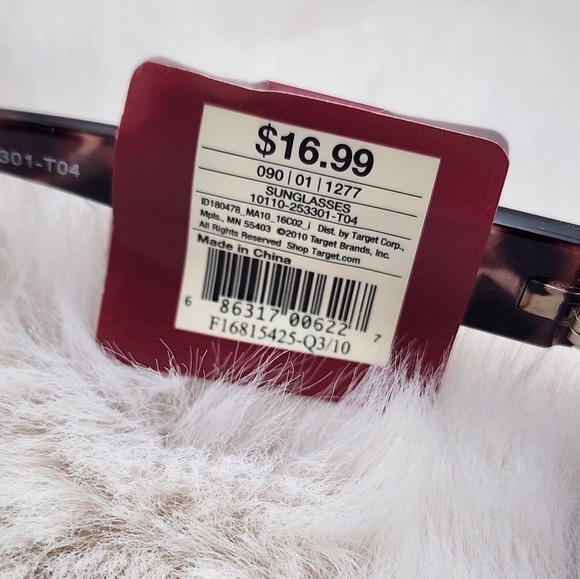 $16.99
090 | 01 | 1277
SUNGLASSES
10110-253301-T04
ID180478_MA10_16C02_i Dist. by Target Corp.,
Mpls., MN 55403 ©2010 Target Brands, Inc.
All Rights Reserved Shop Target.com
Made in China
6 86317 00622 7
F16815425-Q3/10
301-T04